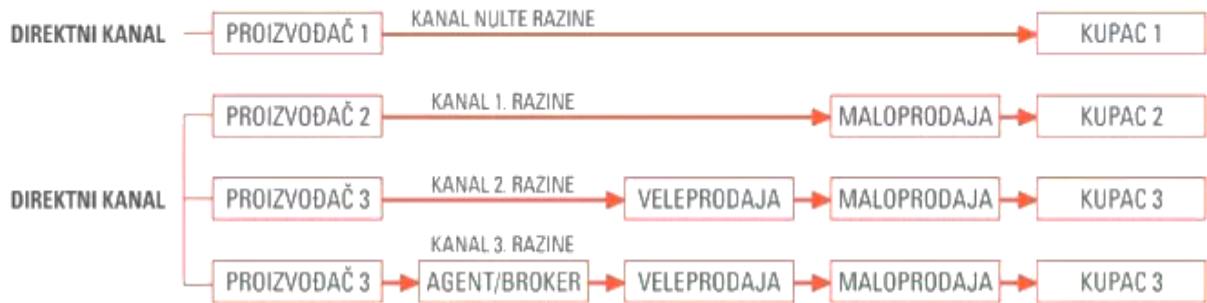 DIREKTNI KANAL PROIZVOĐAČ 1 KANAL NULTE RAZINE KUPAC 1
PROIZVOĐAČ 2 KANAL 1. RAZINE MALOPRODAJA KUPAC 2
DIREKTNI KANAL PROIZVOĐAČ 3 KANAL 2. RAZINE VELEPRODAJA MALOPRODAJA KUPAC 3
KANAL 3. RAZINE
PROIZVOĐAČ 3 AGENT/BROKER VELEPRODAJA MALOPRODAJA KUPAC 3